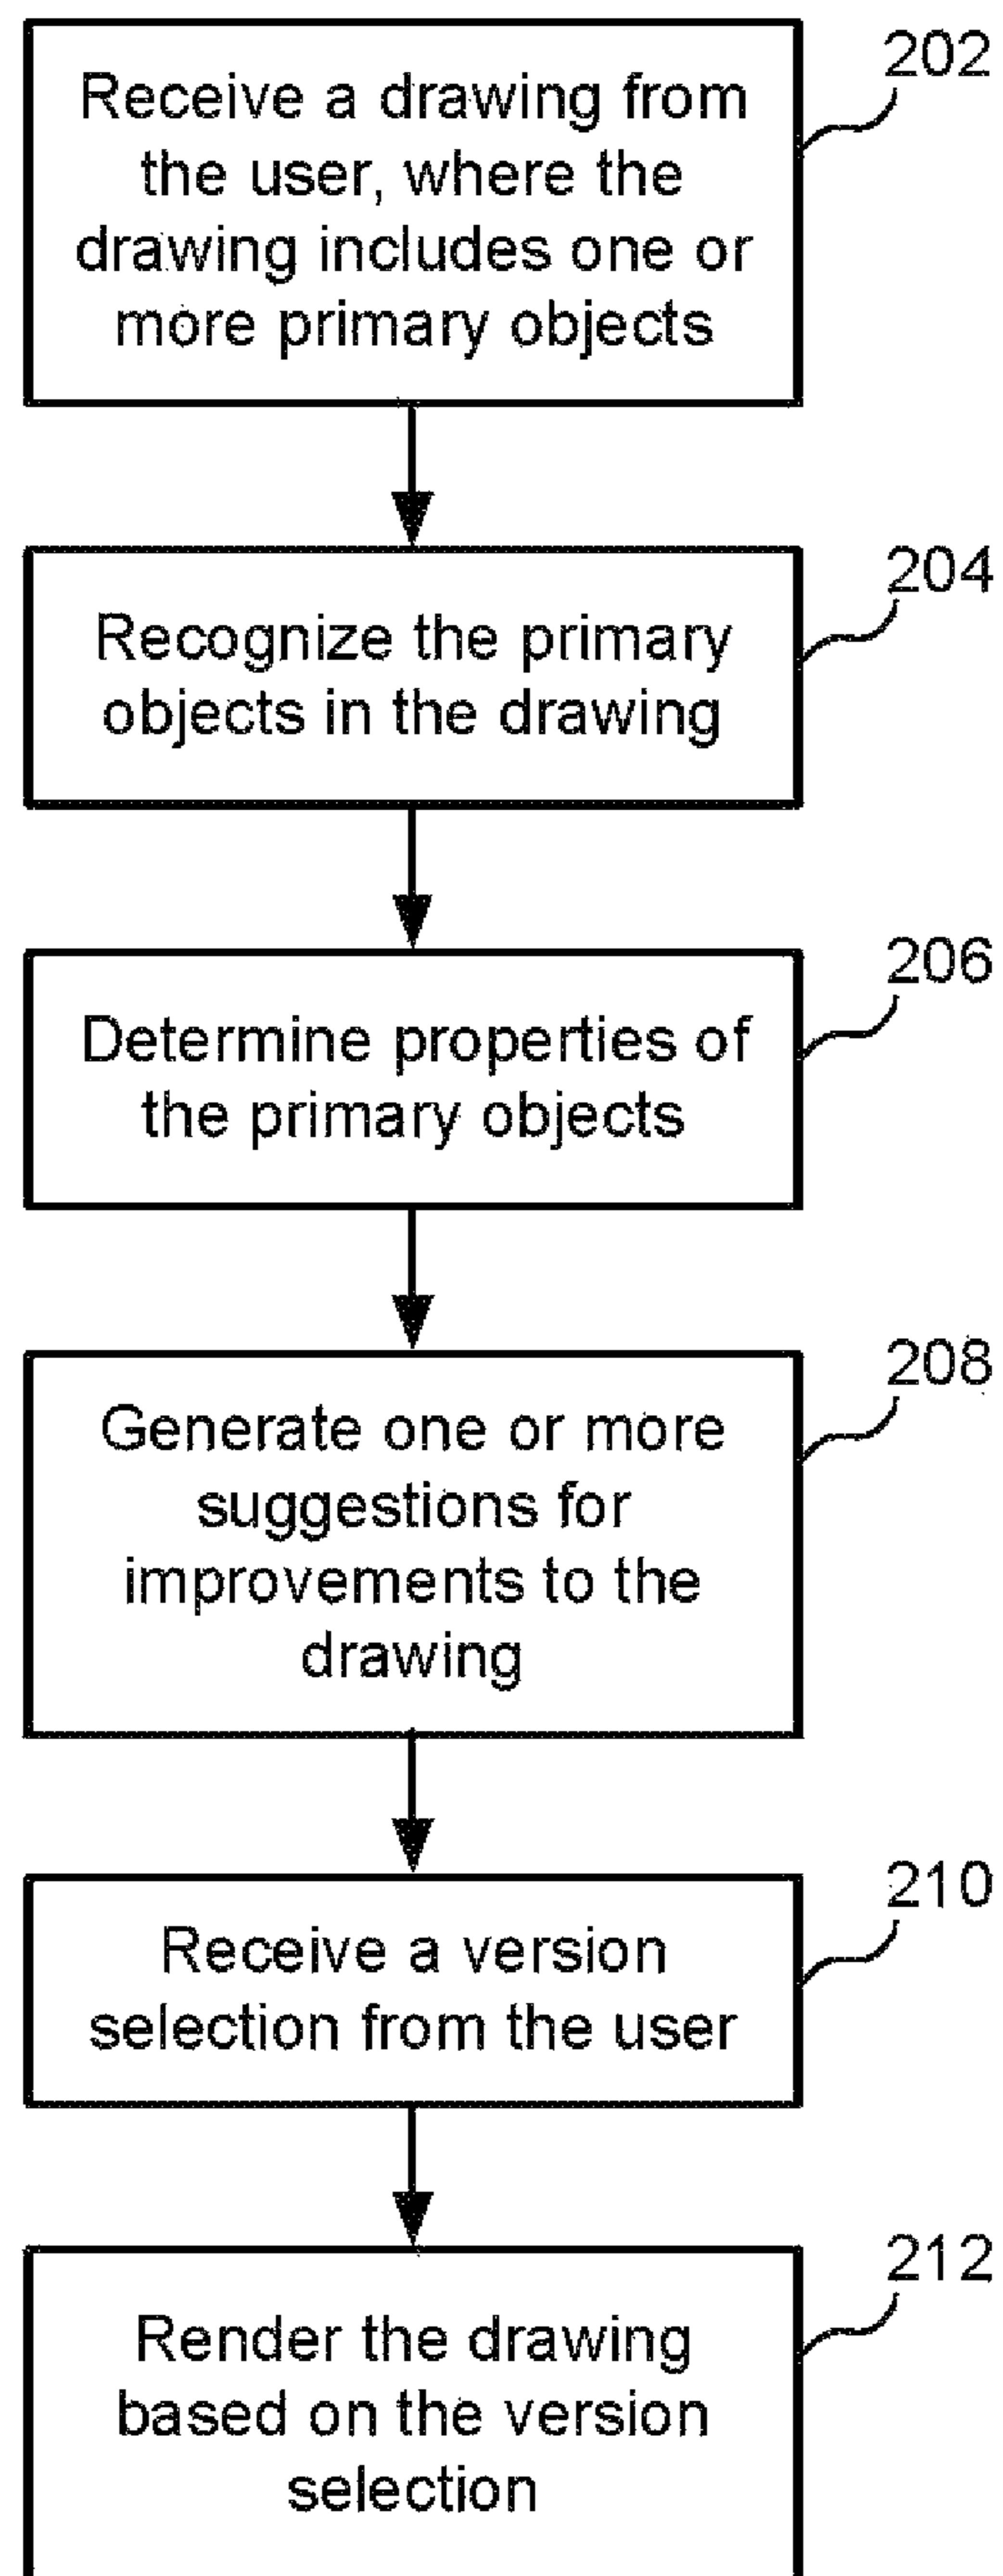 202
Receive a drawing from
the user, where the
drawing includes one or
more primary objects
204
Recognize the primary
objects in the drawing
206
Determine properties of
the primary objects
208
Generate one or more
suggestions for
improvements to the
drawing
210
Receive a version
selection from the user
212
Render the drawing
based on the version
selection